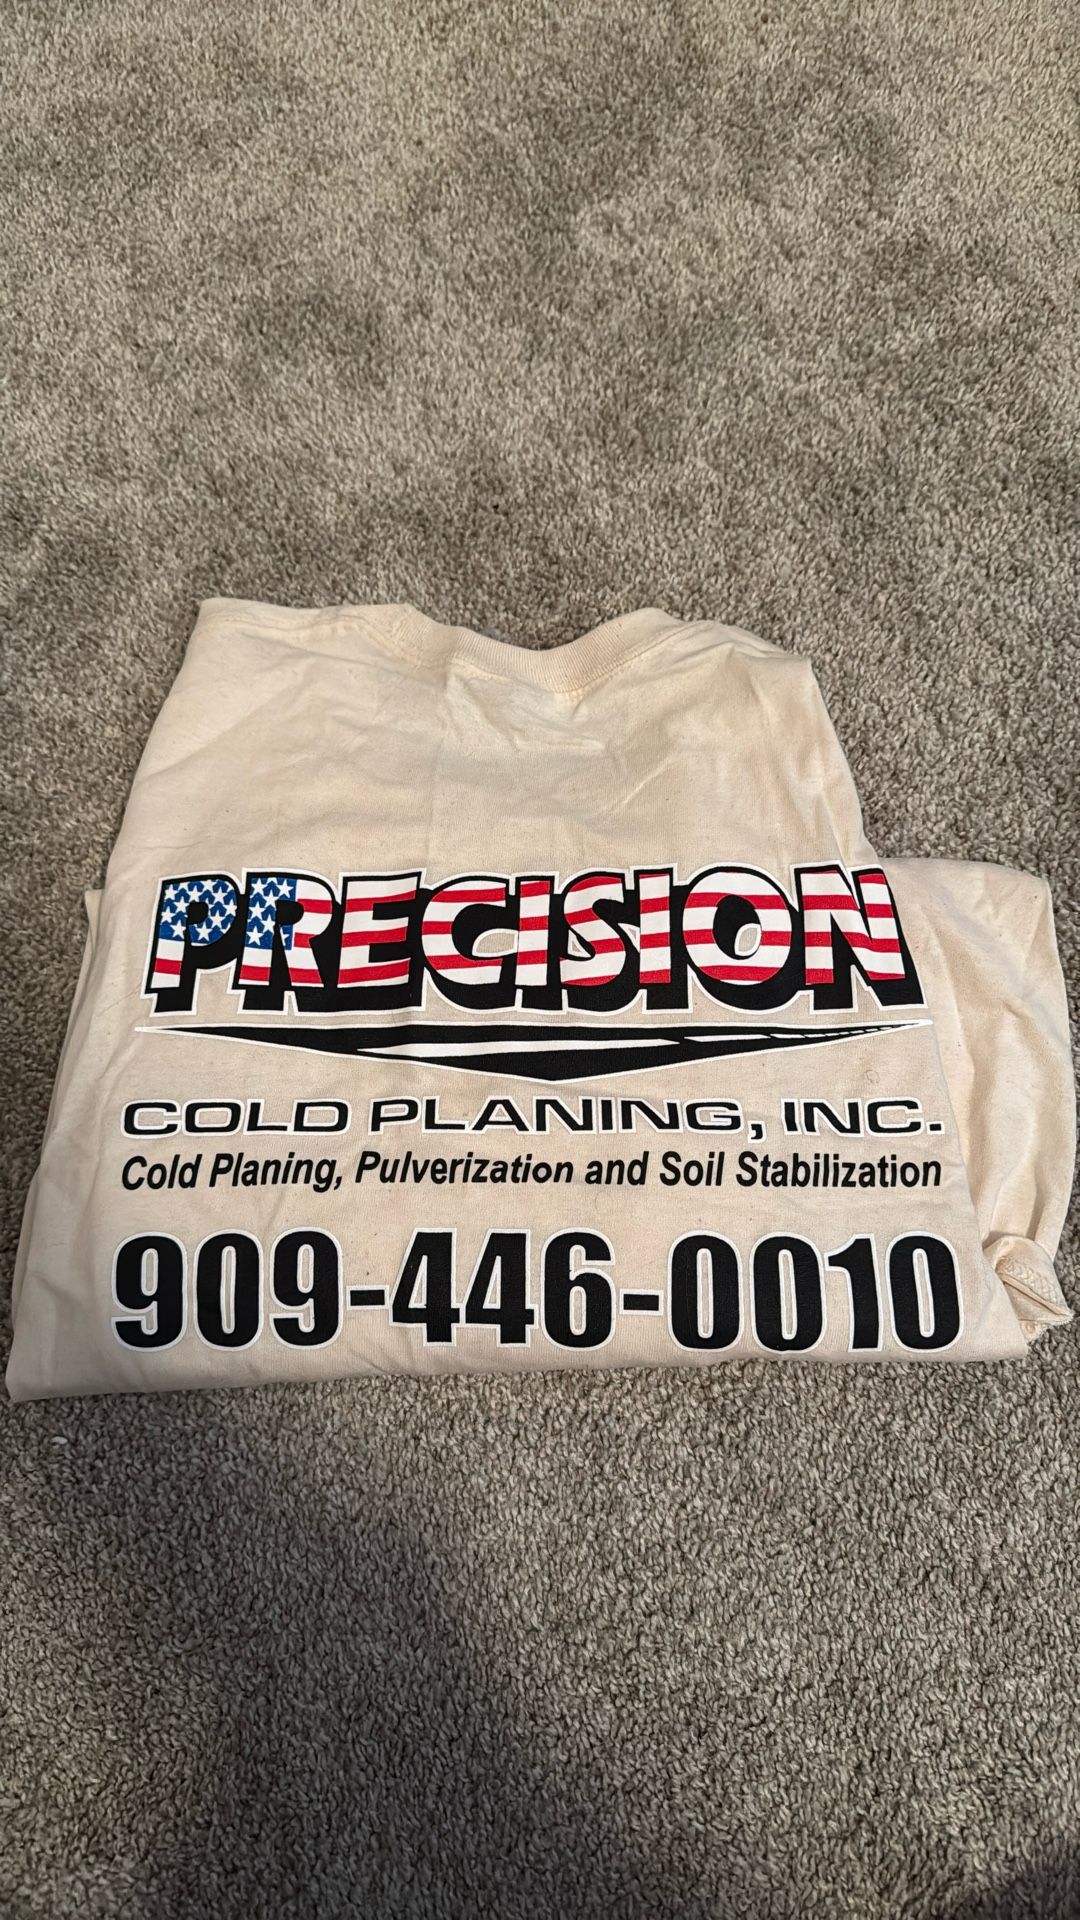 PRECISION
COLD PLANING, INC.
Cold Planing, Pulverization and Soil Stabilization
909-446-0010